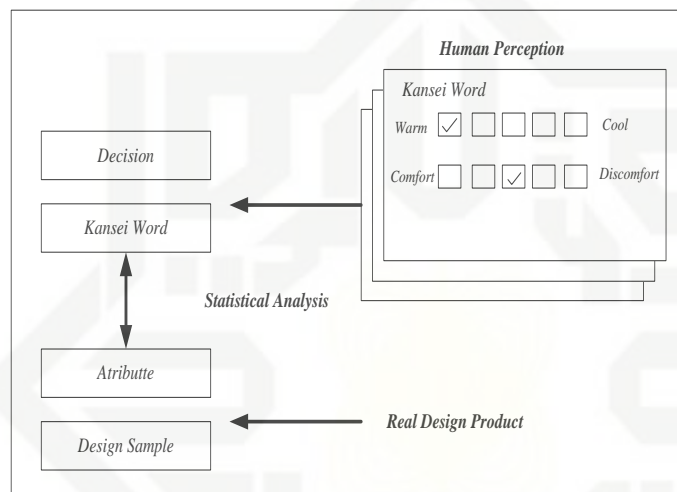 Human Perception
Kansei Word
Warm Cool
Comfort Discomfort
Decision
Kansei Word
Statistical Analysis
Atributte
Real Design Product
Design Sample